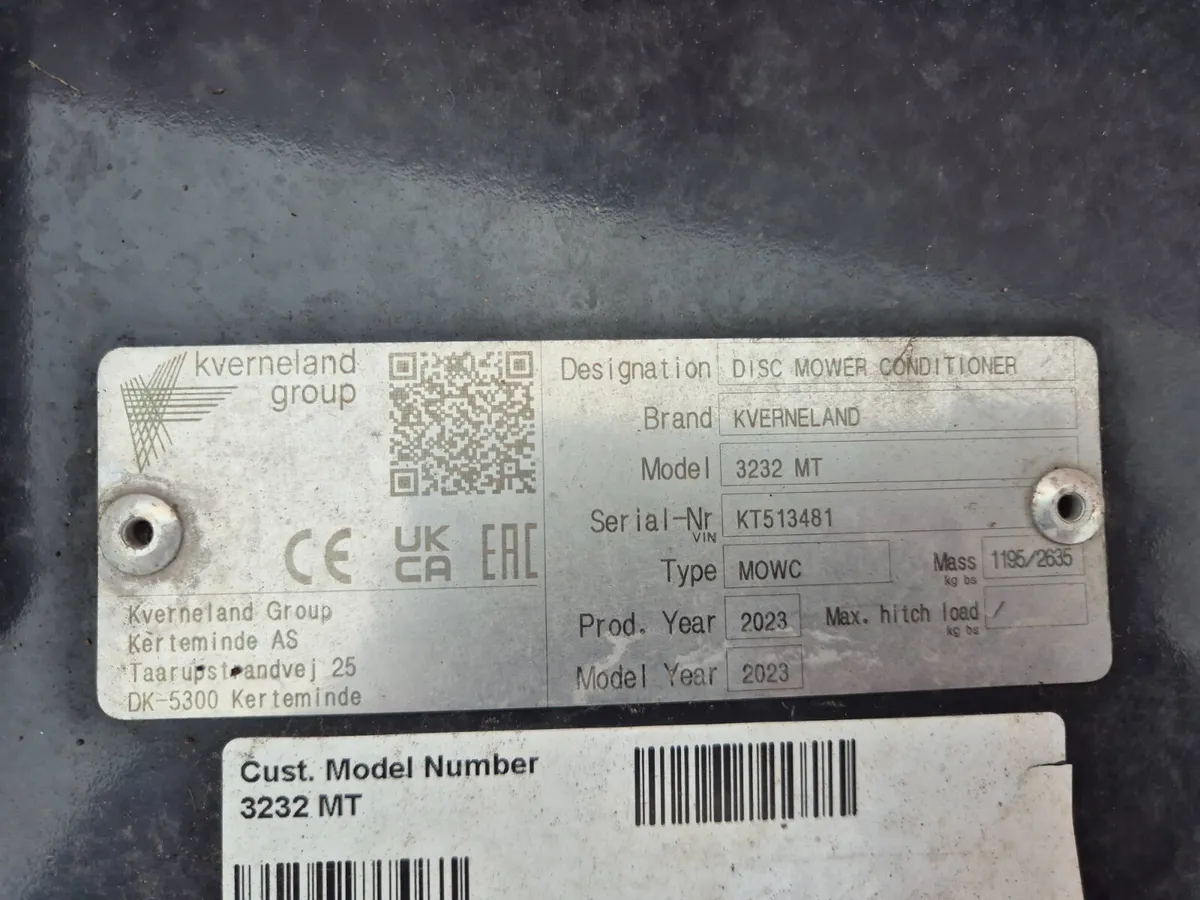 kverneland
group
CE UK CA EAC
Kverneland Group
Kerteminde AS
Taarupstrandvej 25
DK-5300 Kerteminde
Designation DISC MOWER CONDITIONER
Brand KVERNELAND
Model 3232 MT
Serial-Nr KT513481
VIN
Type MOWC Mass 1195/2635
kg lbs
Prod. Year 2023 Max. hitch load /
kg lbs
Model Year 2023
Cust. Model Number
3232 MT